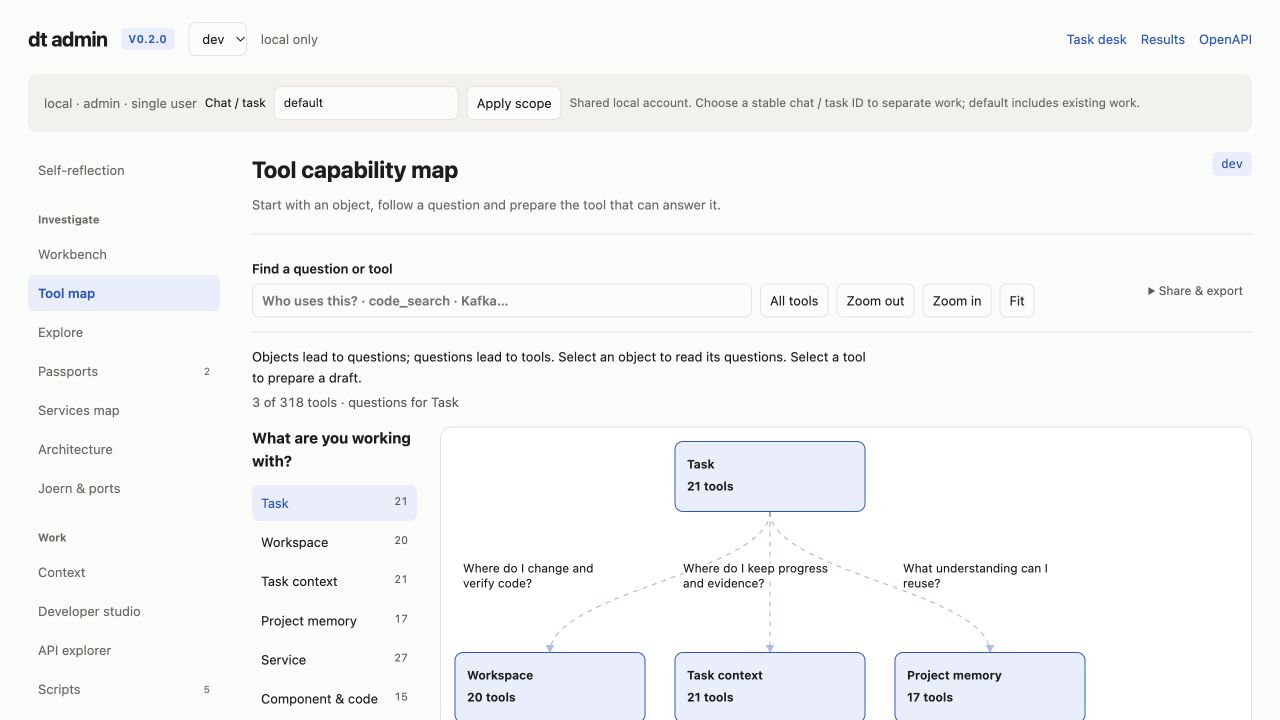 dt admin
V0.2.0
dev
local only
Task desk
Results
OpenAPI
local · admin · single user
Chat / task
default
Apply scope
Shared local account. Choose a stable chat / task ID to separate work; default includes existing work.
Self-reflection
Investigate
Workbench
Tool map
Explore
Passports 2
Services map
Architecture
Joern & ports
Work
Context
Developer studio
API explorer
Scripts 5
Tool capability map
dev
Start with an object, follow a question and prepare the tool that can answer it.
Find a question or tool
Who uses this? · code_search · Kafka...
All tools
Zoom out
Zoom in
Fit
Share & export
Objects lead to questions; questions lead to tools. Select an object to read its questions. Select a tool
to prepare a draft.
3 of 318 tools · questions for Task
What are you working
with?
Task 21
Workspace 20
Task context 21
Project memory 17
Service 27
Component & code 15
Task
21 tools
Where do I change and
verify code?
Where do I keep progress
and evidence?
What understanding can I
reuse?
Workspace
20 tools
Task context
21 tools
Project memory
17 tools